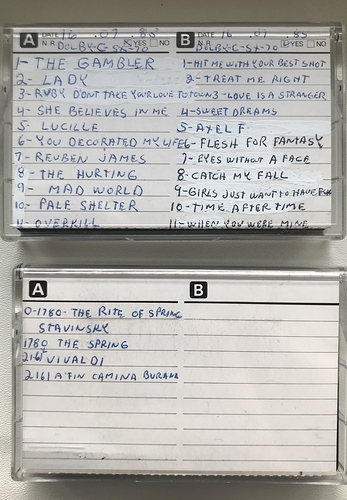 A DATE 16 .07 .85
N.R. YES NO
DOLBY-C SX-70
1- THE GAMBLER
2- LADY
3- RUBY DONT TAKE YOUR LOVE TO TOWN
4- SHE BELIEVES IN ME
5- LUCILLE
6- YOU DECORATED MY LIFE
7- REUBEN JAMES
8- THE HURTING
9- MAD WORLD
10- PALE SHELTER
11- OVERKILL
B DATE 16 .07 .85
N.R. YES NO
DOLBY-C SX-70
1- HIT ME WITH YOUR BEST SHOT
2- TREAT ME RIGHT
3- LOVE IS A STRANGER
4- SWEET DREAMS
5- AXEL F
6- FLESH FOR FANTASY
7- EYES WITHOUT A FACE
8- CATCH MY FALL
9- GIRLS JUST WANT TO HAVE FUN
10- TIME AFTER TIME
11- WHEN YOU WERE MINE
A
0-1780- THE RITE OF SPRING
STAVINSKY
1780 THE SPRING
2161 VIVALDI
2161 A'FIN CAMINA BURANA
B